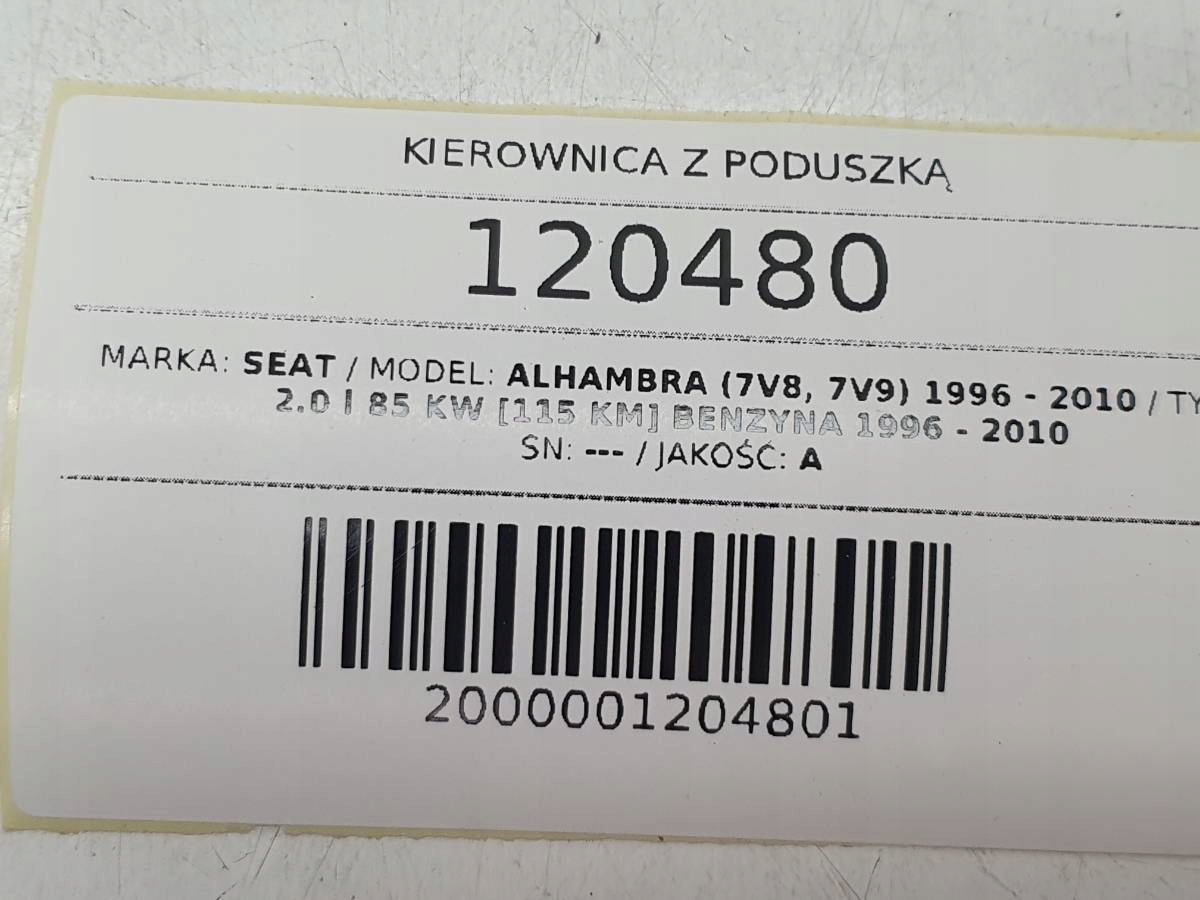 KIEROWNICA Z PODUSZKĄ
120480
MARKA: SEAT / MODEL: ALHAMBRA (7V8, 7V9) 1996 - 2010 / TY
2.0 l 85 KW [115 KM] BENZYNA 1996 - 2010
SN: --- / JAKOŚĆ: A
2000001204801